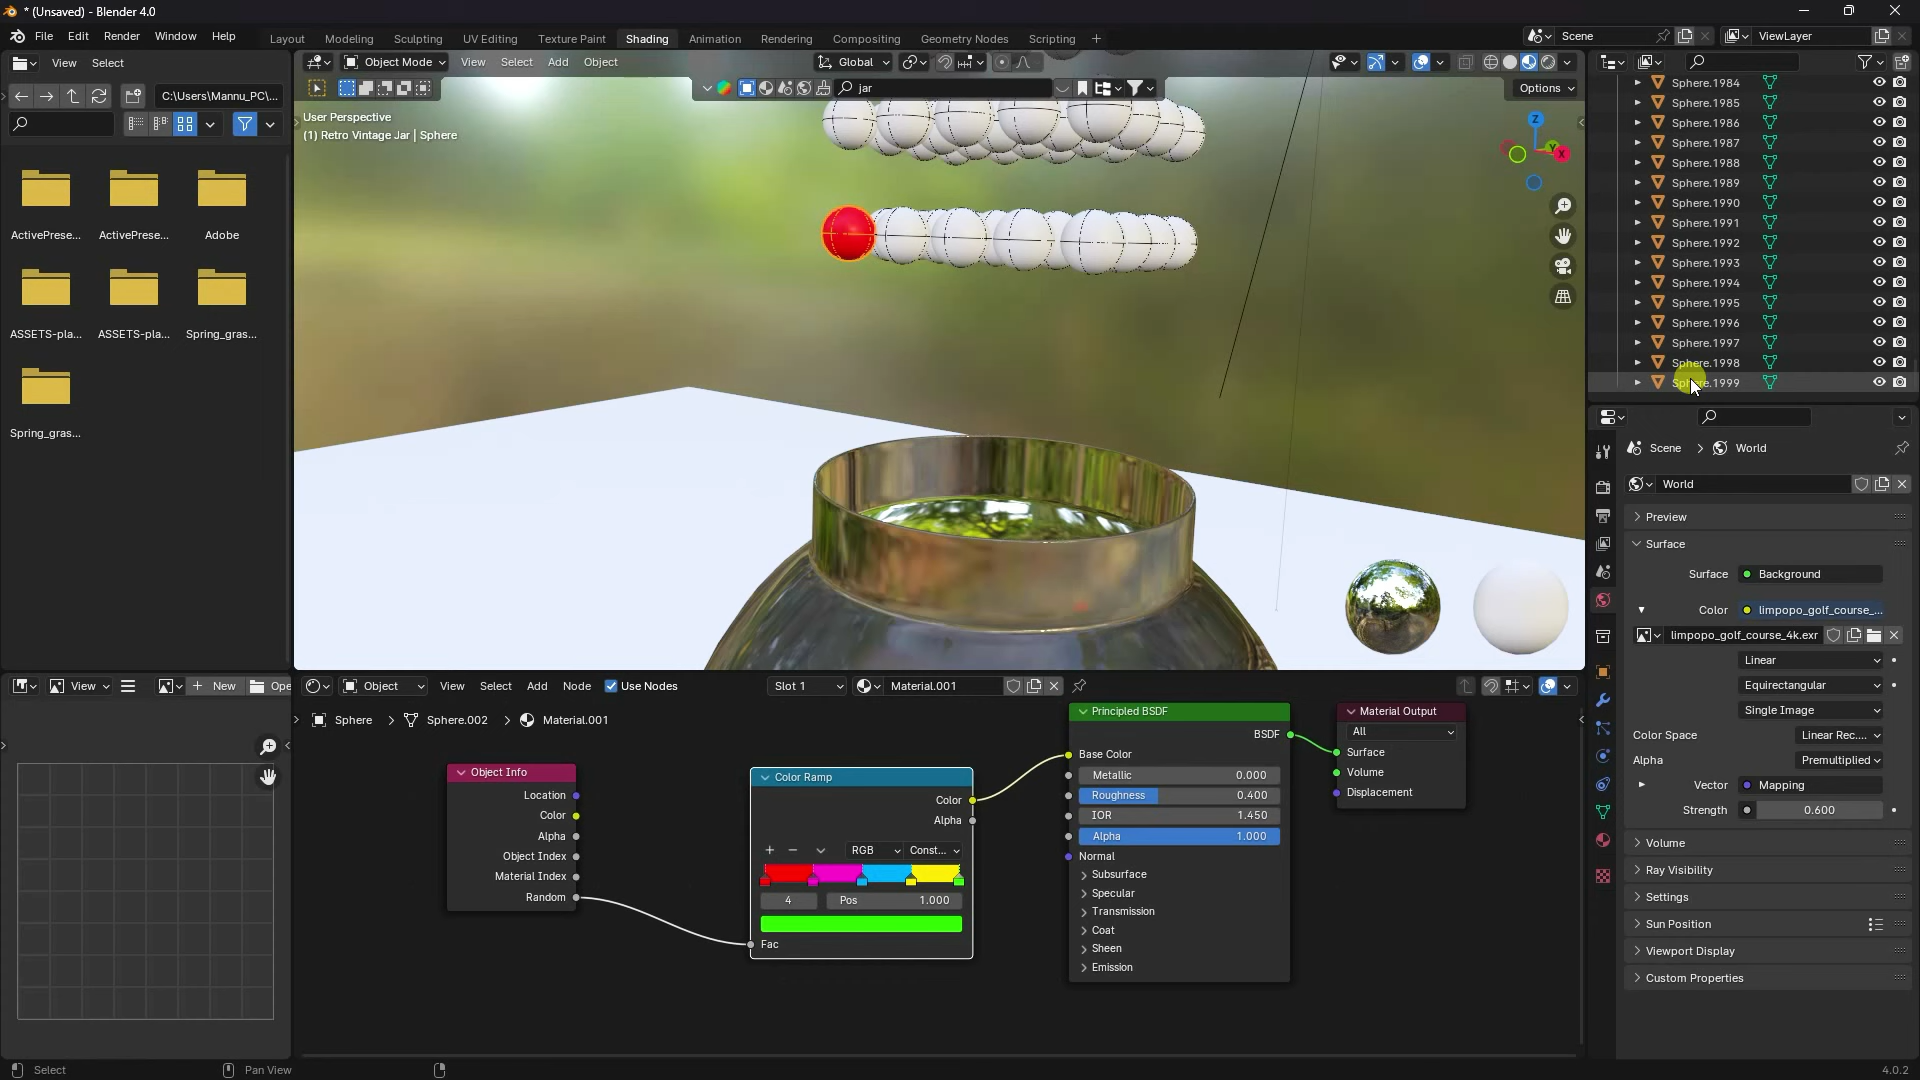 * (Unsaved) - Blender 4.0
File Edit Render Window Help
Layout Modeling Sculpting UV Editing Texture Paint Shading Animation Rendering Compositing Geometry Nodes Scripting +
Scene
ViewLayer
View Select
Object Mode View Select Add Object
Global
C:\Users\Mannu_PC\...
jar
Options
User Perspective
(1) Retro Vintage Jar | Sphere
Z
Y
X
ActivePrese... ActivePrese... Adobe
ASSETS-pla... ASSETS-pla... Spring_gras...
Spring_gras...
Sphere.1984
Sphere.1985
Sphere.1986
Sphere.1987
Sphere.1988
Sphere.1989
Sphere.1990
Sphere.1991
Sphere.1992
Sphere.1993
Sphere.1994
Sphere.1995
Sphere.1996
Sphere.1997
Sphere.1998
Sphere.1999
Scene > World
World
Preview
Surface
Surface Background
Color limpopo_golf_course_...
limpopo_golf_course_4k.exr
Linear
Equirectangular
Single Image
Color Space Linear Rec....
Alpha Premultiplied
Vector Mapping
Strength 0.600
Volume
Ray Visibility
Settings
Sun Position
Viewport Display
Custom Properties
View + New Ope
Object View Select Add Node Use Nodes Slot 1 Material.001
Sphere > Sphere.002 > Material.001
Object Info
Location
Color
Alpha
Object Index
Material Index
Random
Color Ramp
Color
Alpha
+ − RGB Const...
4 Pos 1.000
Fac
Principled BSDF
BSDF
Base Color
Metallic 0.000
Roughness 0.400
IOR 1.450
Alpha 1.000
Normal
Subsurface
Specular
Transmission
Coat
Sheen
Emission
Material Output
All
Surface
Volume
Displacement
Select Pan View
4.0.2